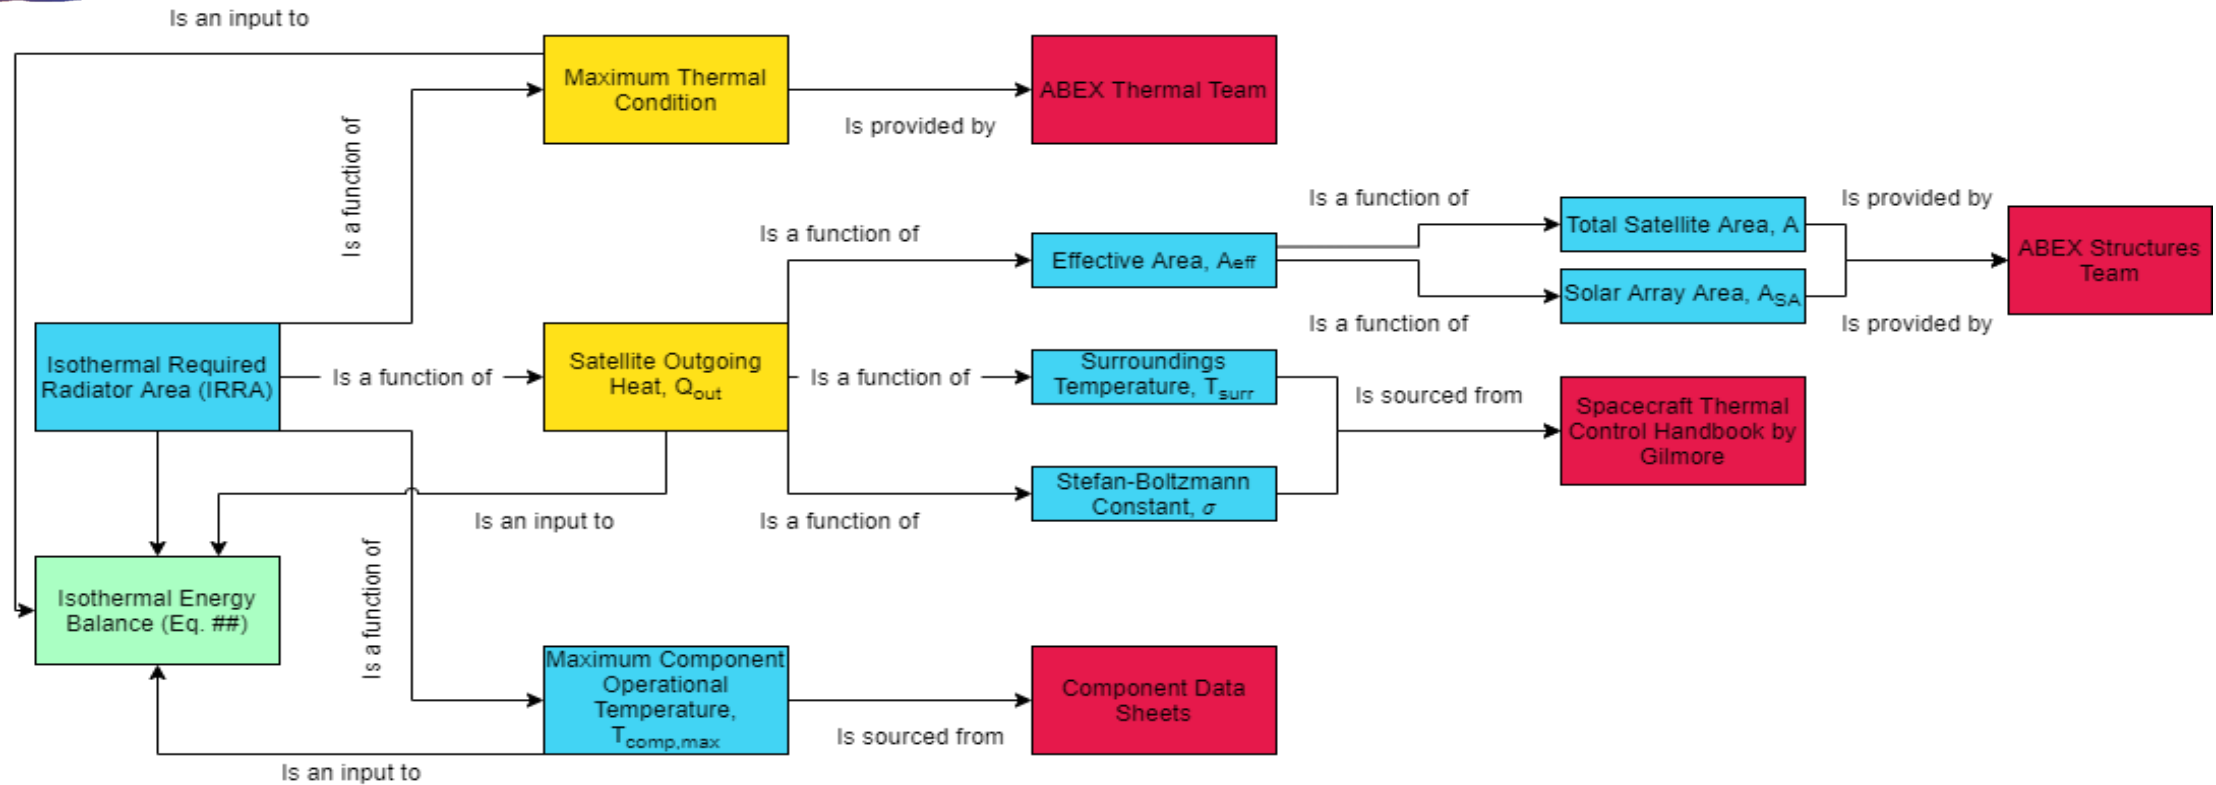 Is an input to
Maximum Thermal
Condition
ABEX Thermal Team
Is a function of
Is provided by
Is a function of
Total Satellite Area, A
Is provided by
Is a function of
Effective Area, Aeff
ABEX Structures
Team
Solar Array Area, A_SA
Is a function of
Is provided by
Isothermal Required
Radiator Area (IRRA)
Is a function of
Satellite Outgoing
Heat, Q_out
Is a function of
Surroundings
Temperature, T_surr
Is sourced from
Spacecraft Thermal
Control Handbook by
Gilmore
Stefan-Boltzmann
Constant, σ
Is an input to
Is a function of
Is a function of
Isothermal Energy
Balance (Eq. ##)
Maximum Component
Operational
Temperature,
T_comp,max
Component Data
Sheets
Is sourced from
Is an input to